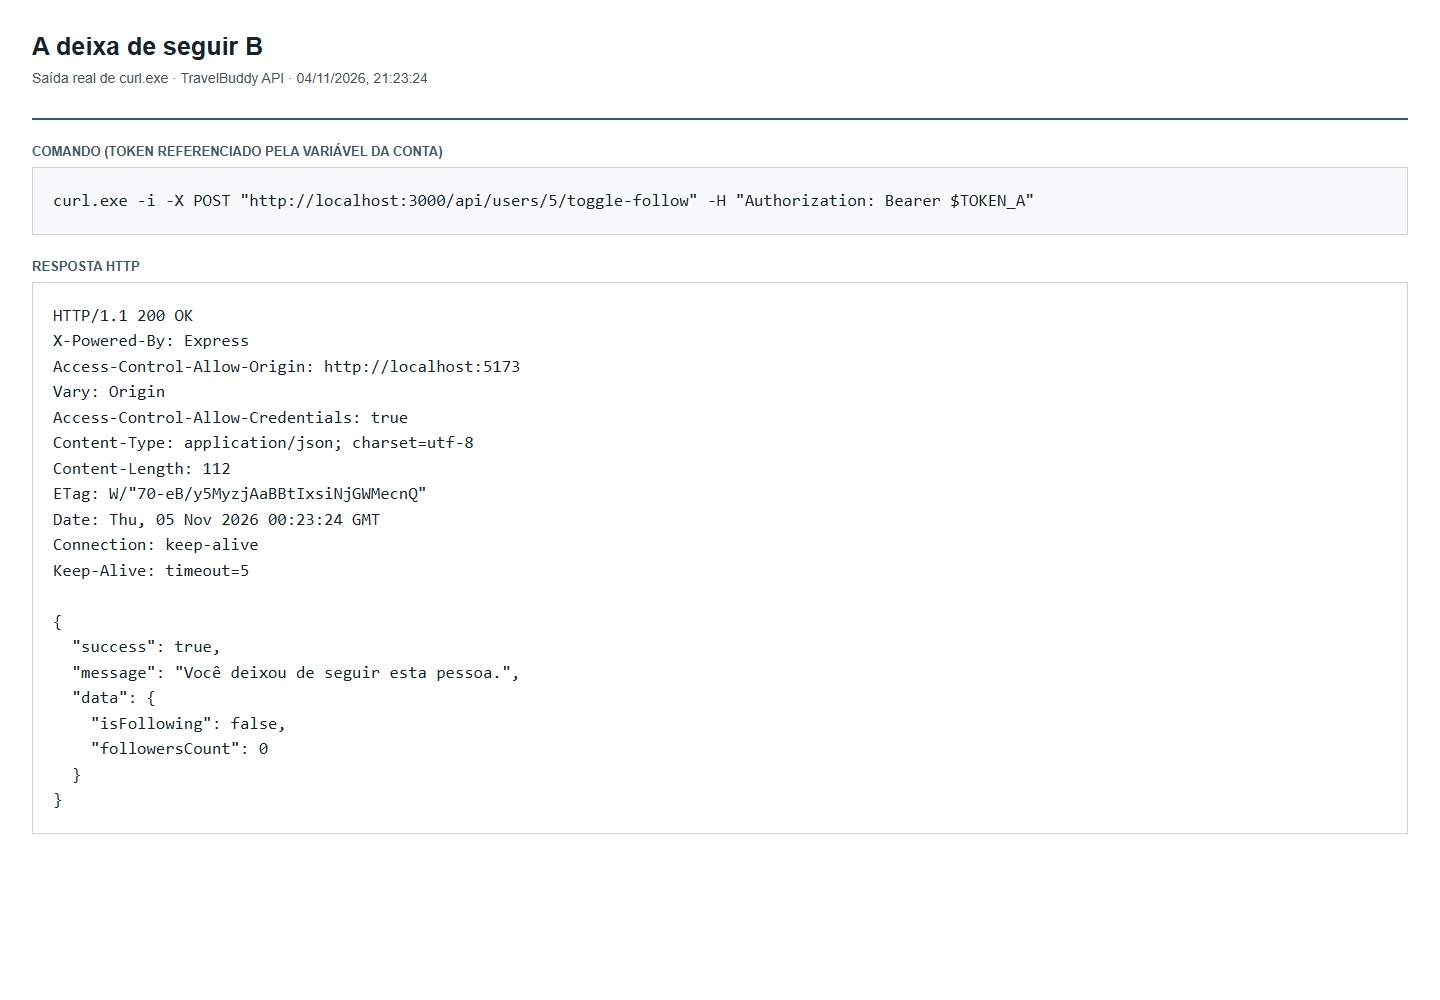 A deixa de seguir B
Saída real de curl.exe · TravelBuddy API · 04/11/2026, 21:23:24
COMANDO (TOKEN REFERENCIADO PELA VARIÁVEL DA CONTA)
curl.exe -i -X POST "http://localhost:3000/api/users/5/toggle-follow" -H "Authorization: Bearer $TOKEN_A"
RESPOSTA HTTP
HTTP/1.1 200 OK
X-Powered-By: Express
Access-Control-Allow-Origin: http://localhost:5173
Vary: Origin
Access-Control-Allow-Credentials: true
Content-Type: application/json; charset=utf-8
Content-Length: 112
ETag: W/"70-eB/y5MyzjAaBBtIxsiNjGWMecnQ"
Date: Thu, 05 Nov 2026 00:23:24 GMT
Connection: keep-alive
Keep-Alive: timeout=5
{
  "success": true,
  "message": "Você deixou de seguir esta pessoa.",
  "data": {
    "isFollowing": false,
    "followersCount": 0
  }
}